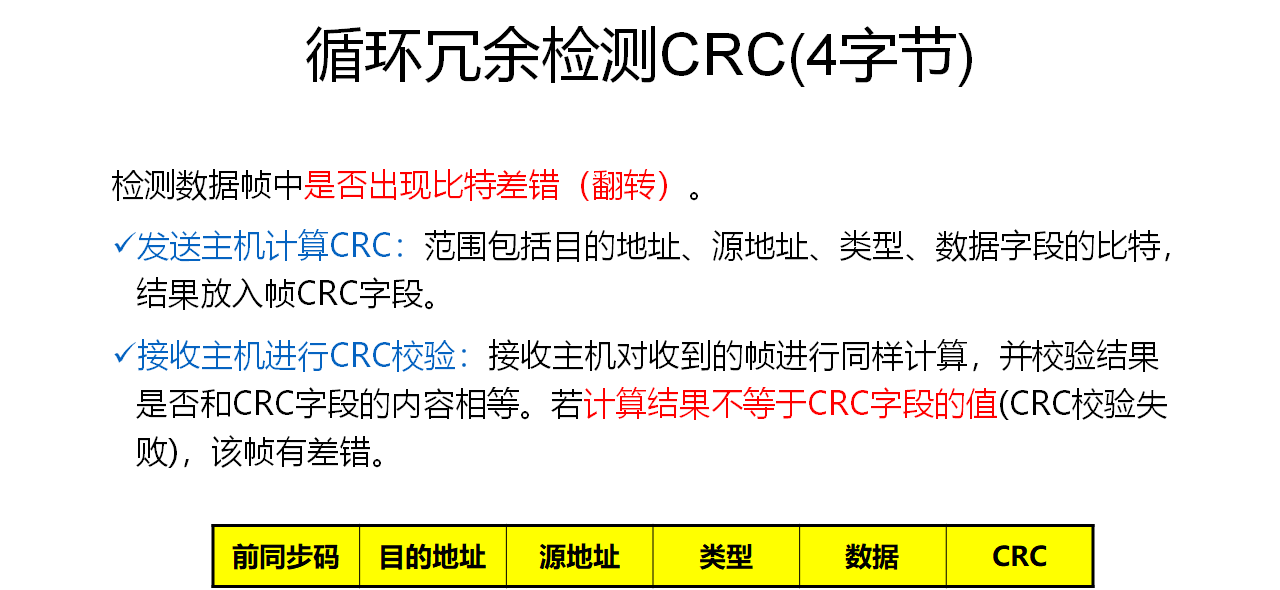 循环冗余检测CRC(4字节)
检测数据帧中是否出现比特差错（翻转）。
✓发送主机计算CRC：范围包括目的地址、源地址、类型、数据字段的比特，
结果放入帧CRC字段。
✓接收主机进行CRC校验：接收主机对收到的帧进行同样计算，并校验结果
是否和CRC字段的内容相等。若计算结果不等于CRC字段的值(CRC校验失
败)，该帧有差错。
前同步码 目的地址 源地址 类型 数据 CRC